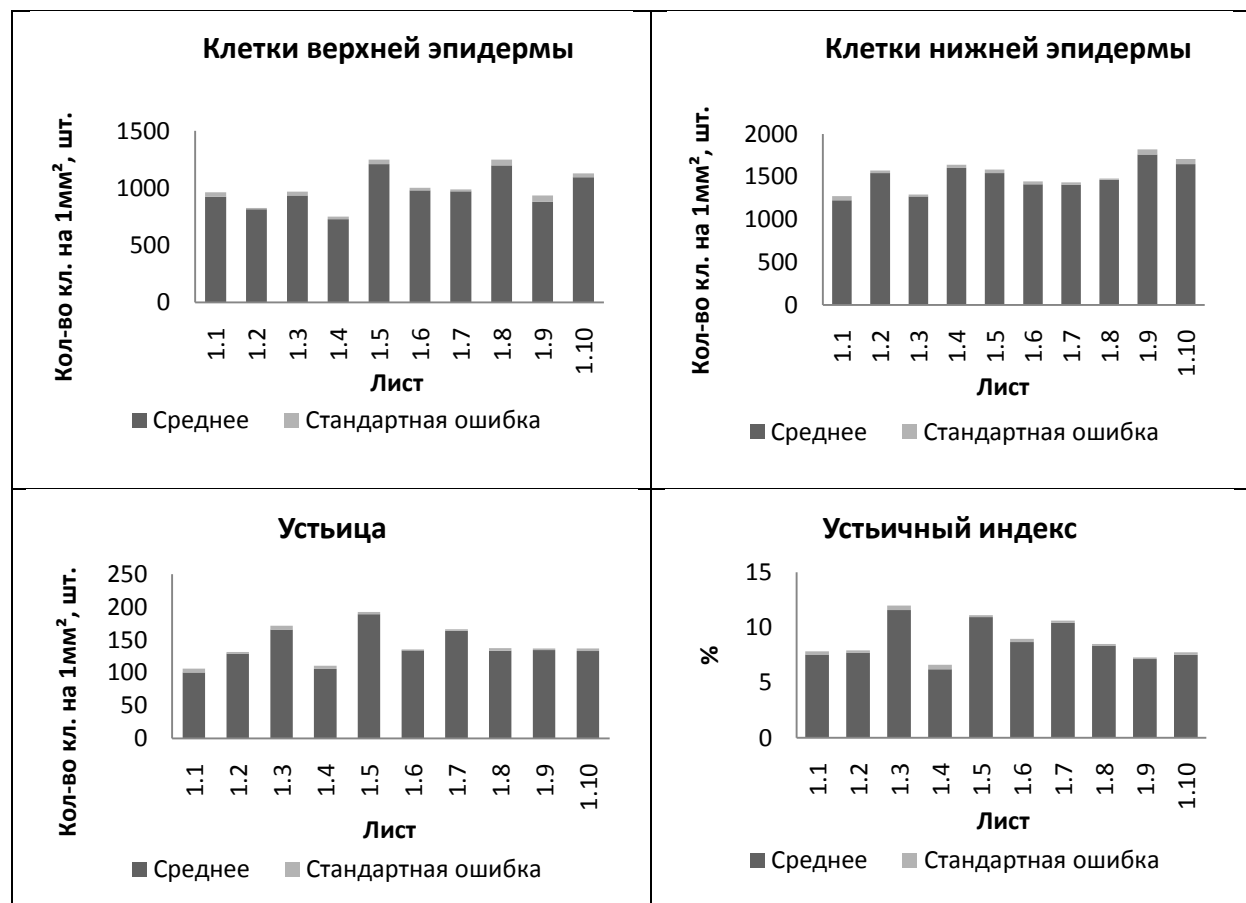 Клетки верхней эпидермы
Кол-во кл. на 1мм², шт.
1500
1000
500
0
1.1 1.2 1.3 1.4 1.5 1.6 1.7 1.8 1.9 1.10
Лист
Среднее Стандартная ошибка
Клетки нижней эпидермы
Кол-во кл. на 1мм², шт.
2000
1500
1000
500
0
1.1 1.2 1.3 1.4 1.5 1.6 1.7 1.8 1.9 1.10
Лист
Среднее Стандартная ошибка
Устьица
Кол-во кл. на 1мм², шт.
250
200
150
100
50
0
1.1 1.2 1.3 1.4 1.5 1.6 1.7 1.8 1.9 1.10
Лист
Среднее Стандартная ошибка
Устьичный индекс
%
15
10
5
0
1.1 1.2 1.3 1.4 1.5 1.6 1.7 1.8 1.9 1.10
Лист
Среднее Стандартная ошибка